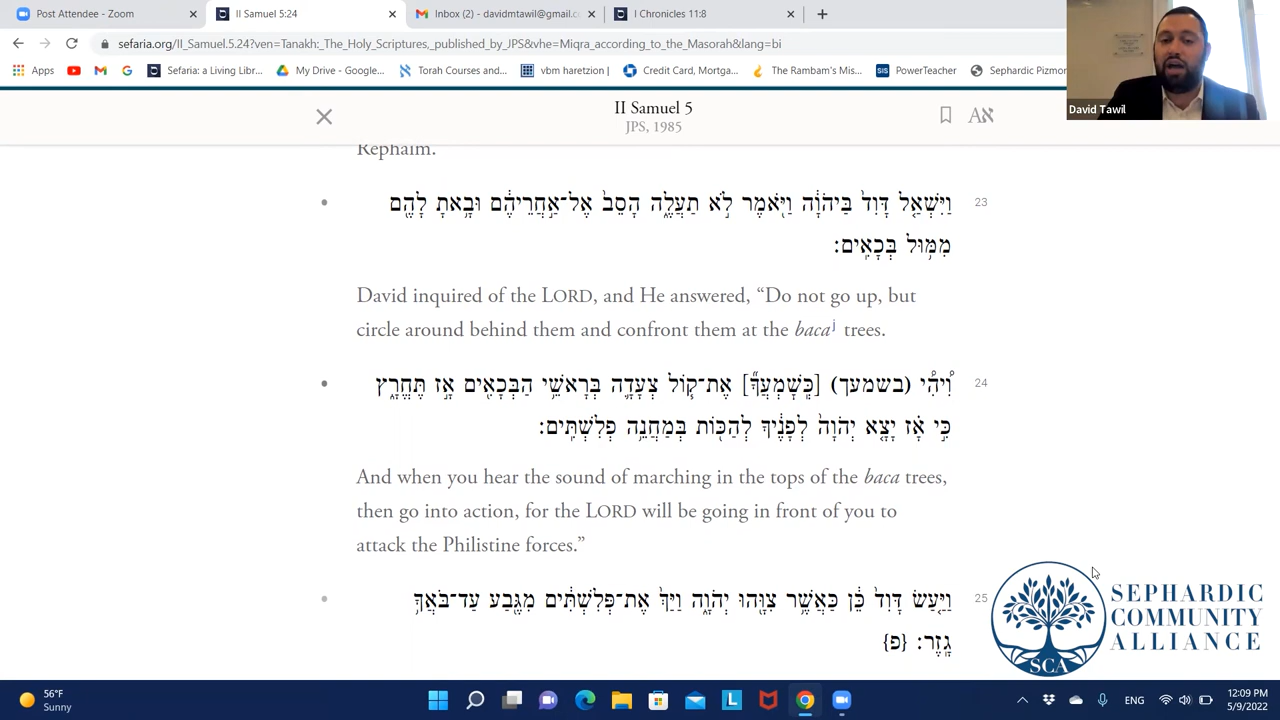 Post Attendee - Zoom
II Samuel 5:24
Inbox (2) - davidmtawil@gmail.c
I Chronicles 11:8
sefaria.org/II_Samuel.5.24?ven=Tanakh:_The_Holy_Scriptures,_published_by_JPS&vhe=Miqra_according_to_the_Masorah&lang=bi
Apps
Sefaria: a Living Libr...
My Drive - Google...
Torah Courses and...
vbm haretzion
Credit Card, Mortga...
The Rambam's Mis...
PowerTeacher
Sephardic Pizmon
David Tawil
II Samuel 5
JPS, 1985
Rephaim.
23
וַיִּשְׁאַ֤ל דָּוִד֙ בַּיהֹוָ֔ה וַיֹּ֖אמֶר לֹ֣א תַעֲלֶ֑ה הָסֵב֙ אֶל־אַ֣חֲרֵיהֶ֔ם וּבָ֥אתָ לָהֶ֖ם
מִמּ֥וּל בְּכָאִֽים׃
David inquired of the LORD, and He answered, “Do not go up, but
circle around behind them and confront them at the baca j trees.
24
וִ֠יהִ֠י (בשמעך) [כְּֽשׇׁמְעֲךָ֞] אֶת־ק֧וֹל צְעָדָ֛ה בְּרָאשֵׁ֥י הַבְּכָאִ֖ים אָ֣ז תֶּחֱרָ֑ץ
כִּ֣י אָ֗ז יָצָ֤א יְהֹוָה֙ לְפָנֶ֔יךָ לְהַכּ֖וֹת בְּמַחֲנֵ֥ה פְלִשְׁתִּֽים׃
And when you hear the sound of marching in the tops of the baca trees,
then go into action, for the LORD will be going in front of you to
attack the Philistine forces.”
25
וַיַּ֤עַשׂ דָּוִד֙ כֵּ֔ן כַּאֲשֶׁ֥ר צִוָּ֖הוּ יְהֹוָ֑ה וַיַּךְ֙ אֶת־פְּלִשְׁתִּ֔ים מִגֶּ֖בַע עַד־בֹּאֲךָ֥
גָֽזֶר׃ {פ}
SEPHARDIC
COMMUNITY
ALLIANCE
SCA
56°F
Sunny
ENG
12:09 PM
5/9/2022